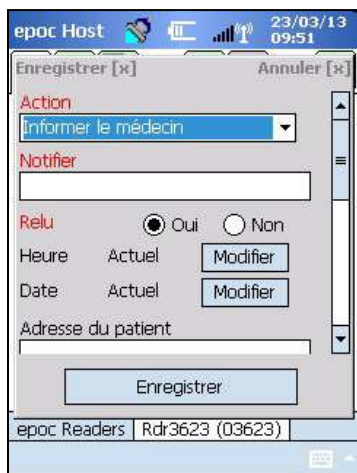 epoc Host 23/03/13
09:51
Enregistrer [x] Annuler [x]
Action
Informer le médecin
Notifier
Relu Oui Non
Heure Actuel Modifier
Date Actuel Modifier
Adresse du patient
Enregistrer
epoc Readers Rdr3623 (03623)